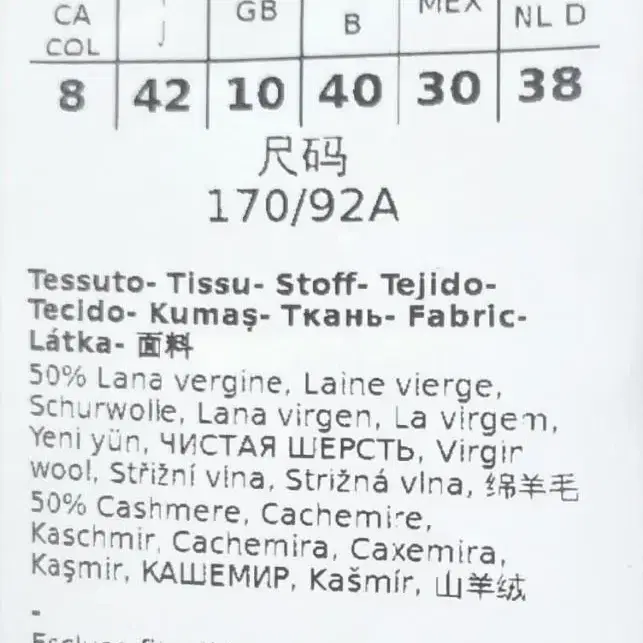 CA GB MEX NL D
COL J B
8 42 10 40 30 38
尺码
170/92A
Tessuto- Tissu- Stoff- Tejido-
Tecido- Kumaş- Ткань- Fabric-
Látka- 面料
50% Lana vergine, Laine vierge,
Schurwolle, Lana virgen, La virgem,
Yeni yün, ЧИСТАЯ ШЕРСТЬ, Virgin
wool, Střižní vlna, Strižná vlna, 绵羊毛
50% Cashmere, Cachemire,
Kaschmir, Cachemira, Caxemira,
Kaşmir, КАШЕМИР, Kašmír, 山羊绒
-